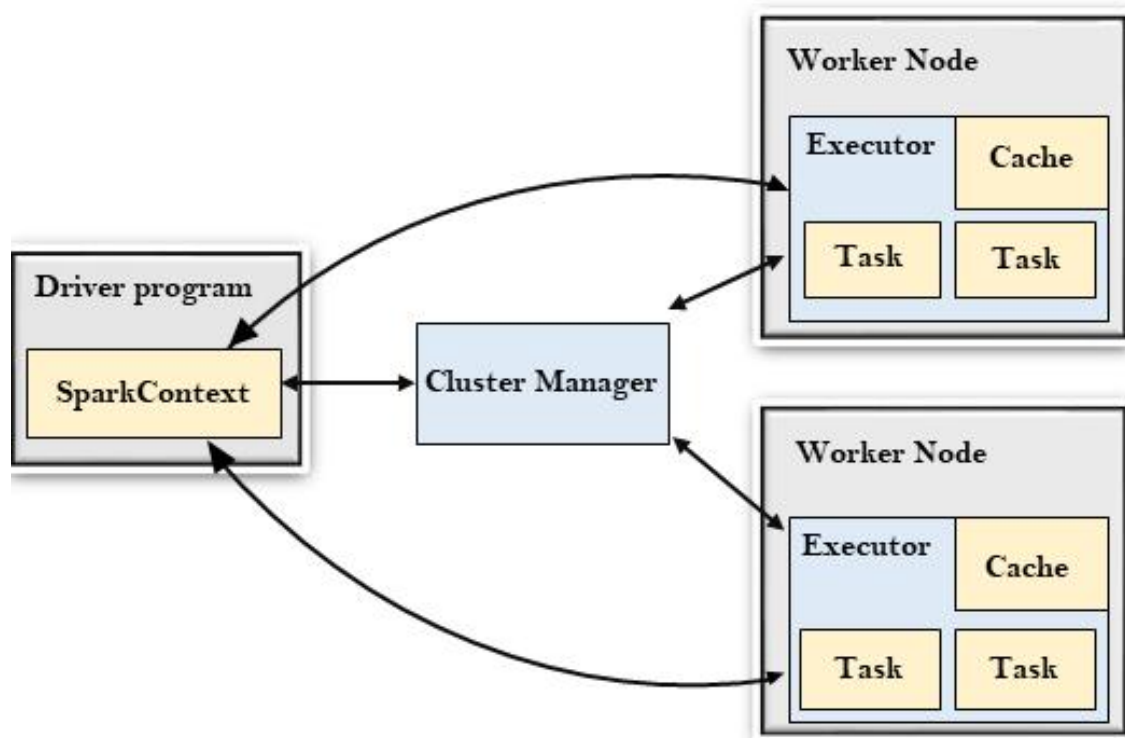 Driver program
SparkContext
Cluster Manager
Worker Node
Executor
Cache
Task
Task
Worker Node
Executor
Cache
Task
Task